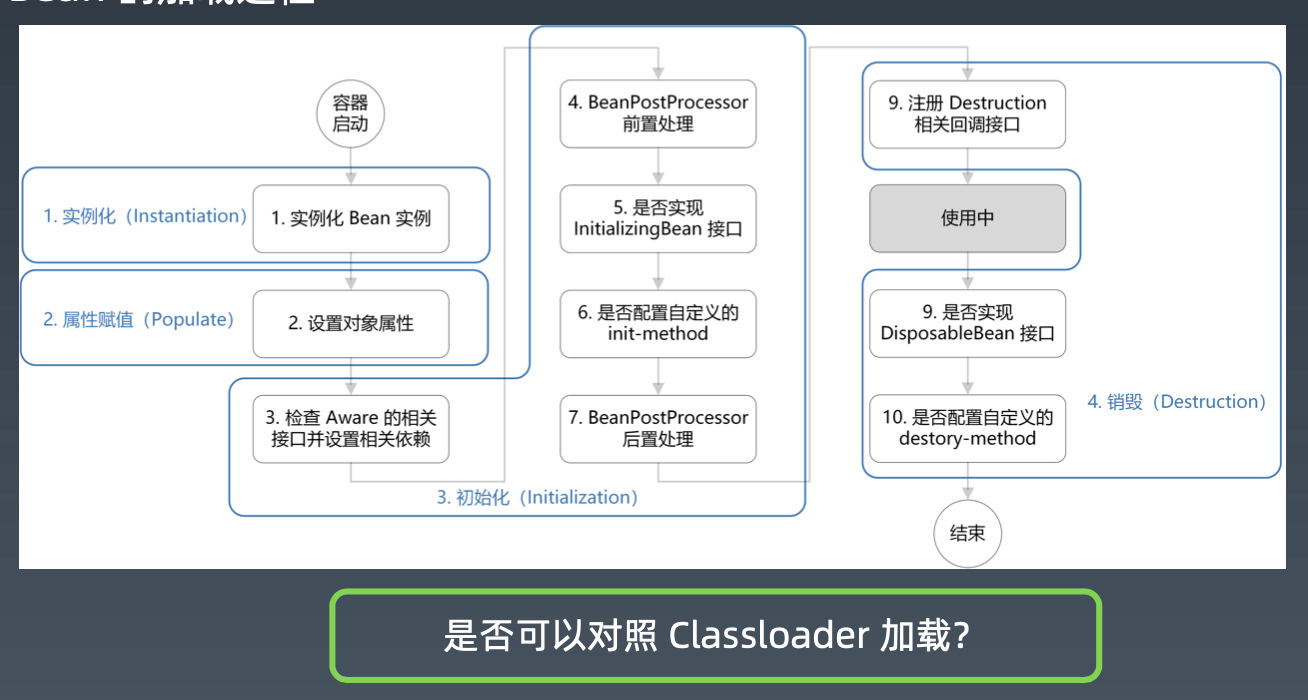 Bean 的加载过程
容器
启动
1. 实例化（Instantiation）
1. 实例化 Bean 实例
2. 属性赋值（Populate）
2. 设置对象属性
3. 检查 Aware 的相关
接口并设置相关依赖
3. 初始化（Initialization）
4. BeanPostProcessor
前置处理
5. 是否实现
InitializingBean 接口
6. 是否配置自定义的
init-method
7. BeanPostProcessor
后置处理
9. 注册 Destruction
相关回调接口
使用中
9. 是否实现
DisposableBean 接口
10. 是否配置自定义的
destory-method
4. 销毁（Destruction）
结束
是否可以对照 Classloader 加载?